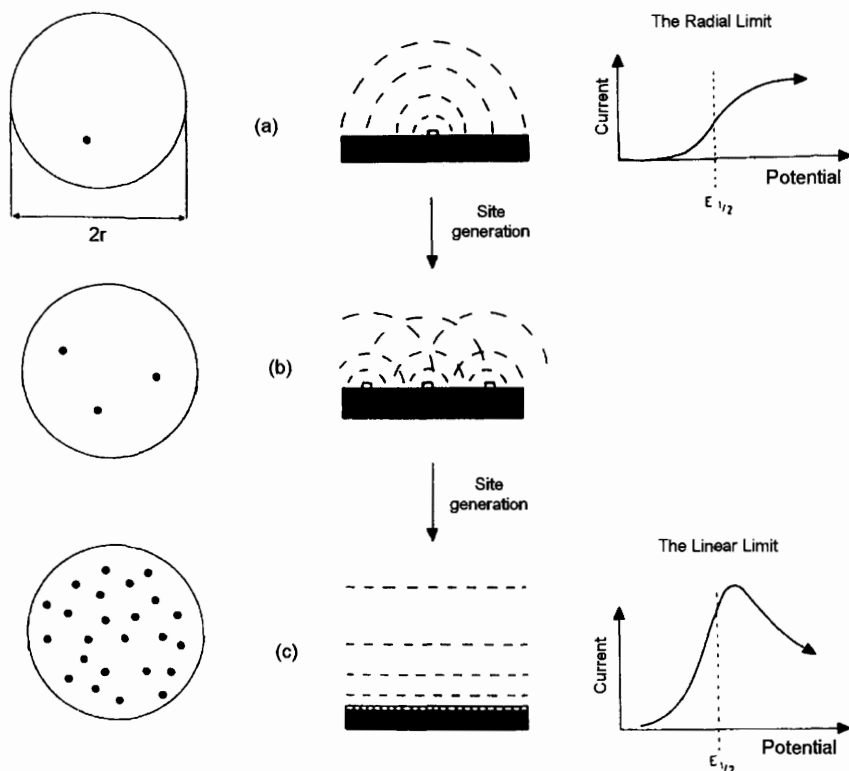 The Radial Limit
(a)
Current
Potential
E 1/2
2r
Site
generation
(b)
Site
generation
The Linear Limit
(c)
Current
Potential
E 1/2